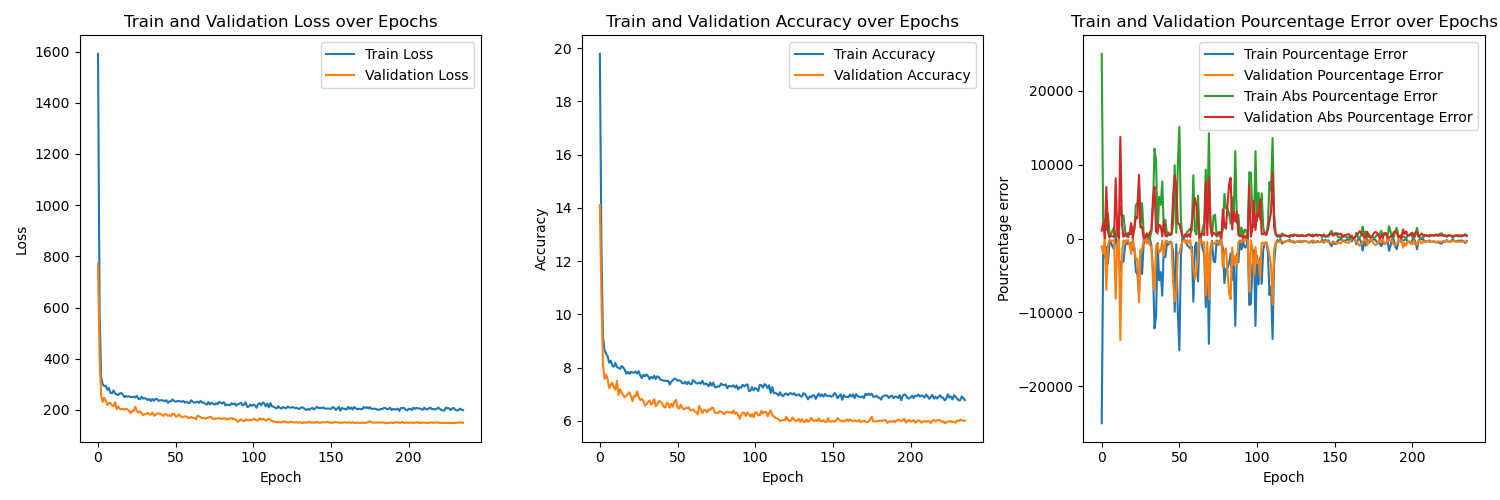 Train and Validation Loss over Epochs
Train Loss
Validation Loss
1600
1400
1200
1000
800
600
400
200
Loss
0
50
100
150
200
Epoch
Train and Validation Accuracy over Epochs
Train Accuracy
Validation Accuracy
20
18
16
14
12
10
8
6
Accuracy
0
50
100
150
200
Epoch
Train and Validation Pourcentage Error over Epochs
Train Pourcentage Error
Validation Pourcentage Error
Train Abs Pourcentage Error
Validation Abs Pourcentage Error
20000
10000
0
−10000
−20000
Pourcentage error
0
50
100
150
200
Epoch